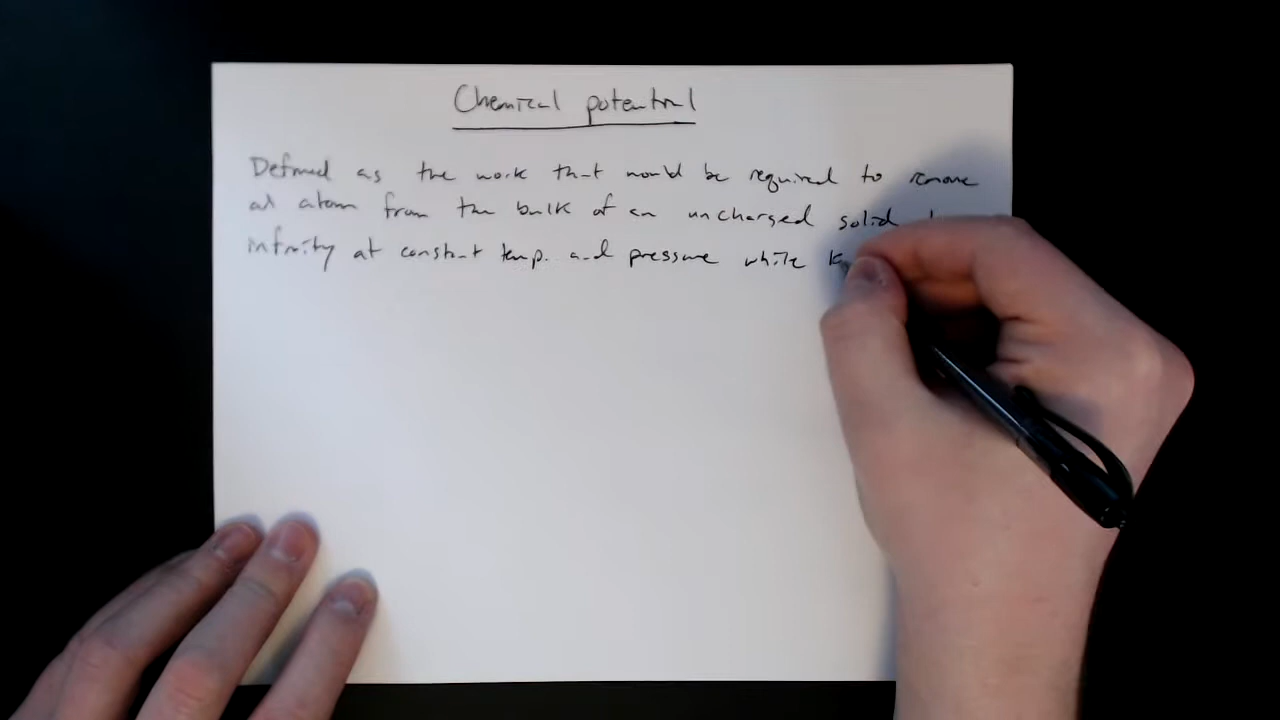 Chemical potential
Defined as the work that would be required to remove
an atom from the bulk of an uncharged solid
infinity at constant temp. and pressure while